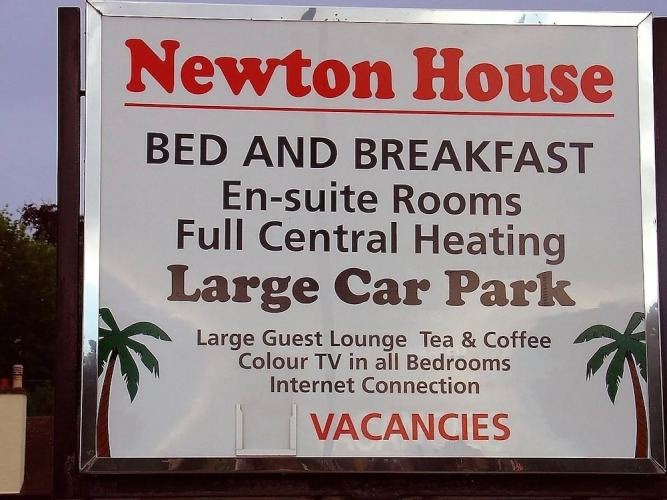 Newton House
BED AND BREAKFAST
En-suite Rooms
Full Central Heating
Large Car Park
Large Guest Lounge Tea & Coffee
Colour TV in all Bedrooms
Internet Connection
VACANCIES